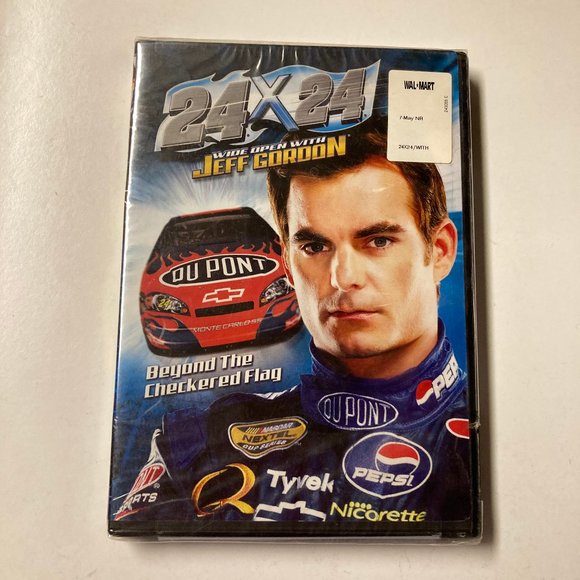 24X24
WIDE OPEN WITH
JEFF GORDON
WAL★MART
7-May NR
24X24/WITH
DU PONT
24
MONTE CARLO SS
Beyond The
Checkered Flag
PEPSI
DU PONT
NASCAR
NEXTEL
CUP SERIES
PEPSI
Tyvek
Q
Nicorette